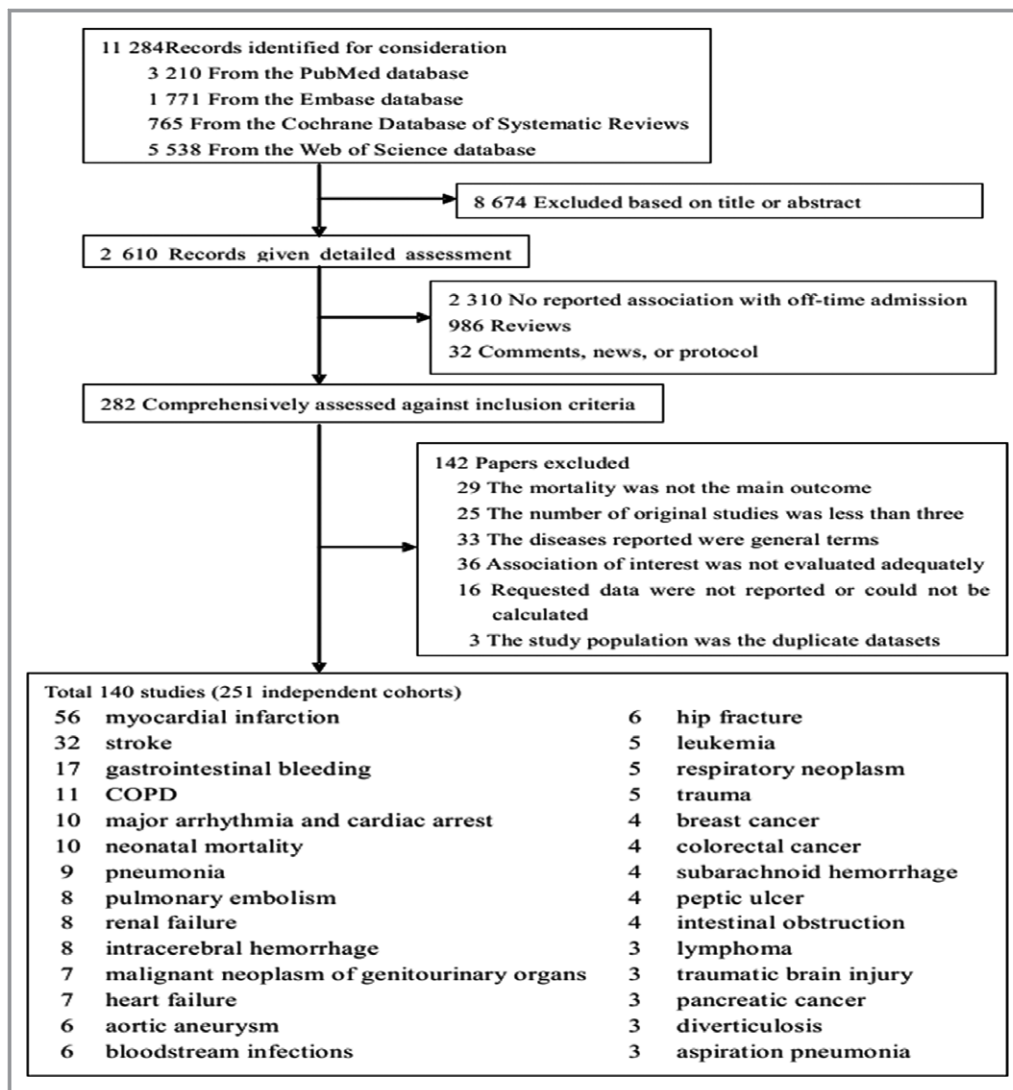 11 284Records identified for consideration
3 210 From the PubMed database
1 771 From the Embase database
765 From the Cochrane Database of Systematic Reviews
5 538 From the Web of Science database
8 674 Excluded based on title or abstract
2 610 Records given detailed assessment
2 310 No reported association with off-time admission
986 Reviews
32 Comments, news, or protocol
282 Comprehensively assessed against inclusion criteria
142 Papers excluded
29 The mortality was not the main outcome
25 The number of original studies was less than three
33 The diseases reported were general terms
36 Association of interest was not evaluated adequately
16 Requested data were not reported or could not be
calculated
3 The study population was the duplicate datasets
Total 140 studies (251 independent cohorts)
56 myocardial infarction
32 stroke
17 gastrointestinal bleeding
11 COPD
10 major arrhythmia and cardiac arrest
10 neonatal mortality
9 pneumonia
8 pulmonary embolism
8 renal failure
8 intracerebral hemorrhage
7 malignant neoplasm of genitourinary organs
7 heart failure
6 aortic aneurysm
6 bloodstream infections
6 hip fracture
5 leukemia
5 respiratory neoplasm
5 trauma
4 breast cancer
4 colorectal cancer
4 subarachnoid hemorrhage
4 peptic ulcer
4 intestinal obstruction
3 lymphoma
3 traumatic brain injury
3 pancreatic cancer
3 diverticulosis
3 aspiration pneumonia